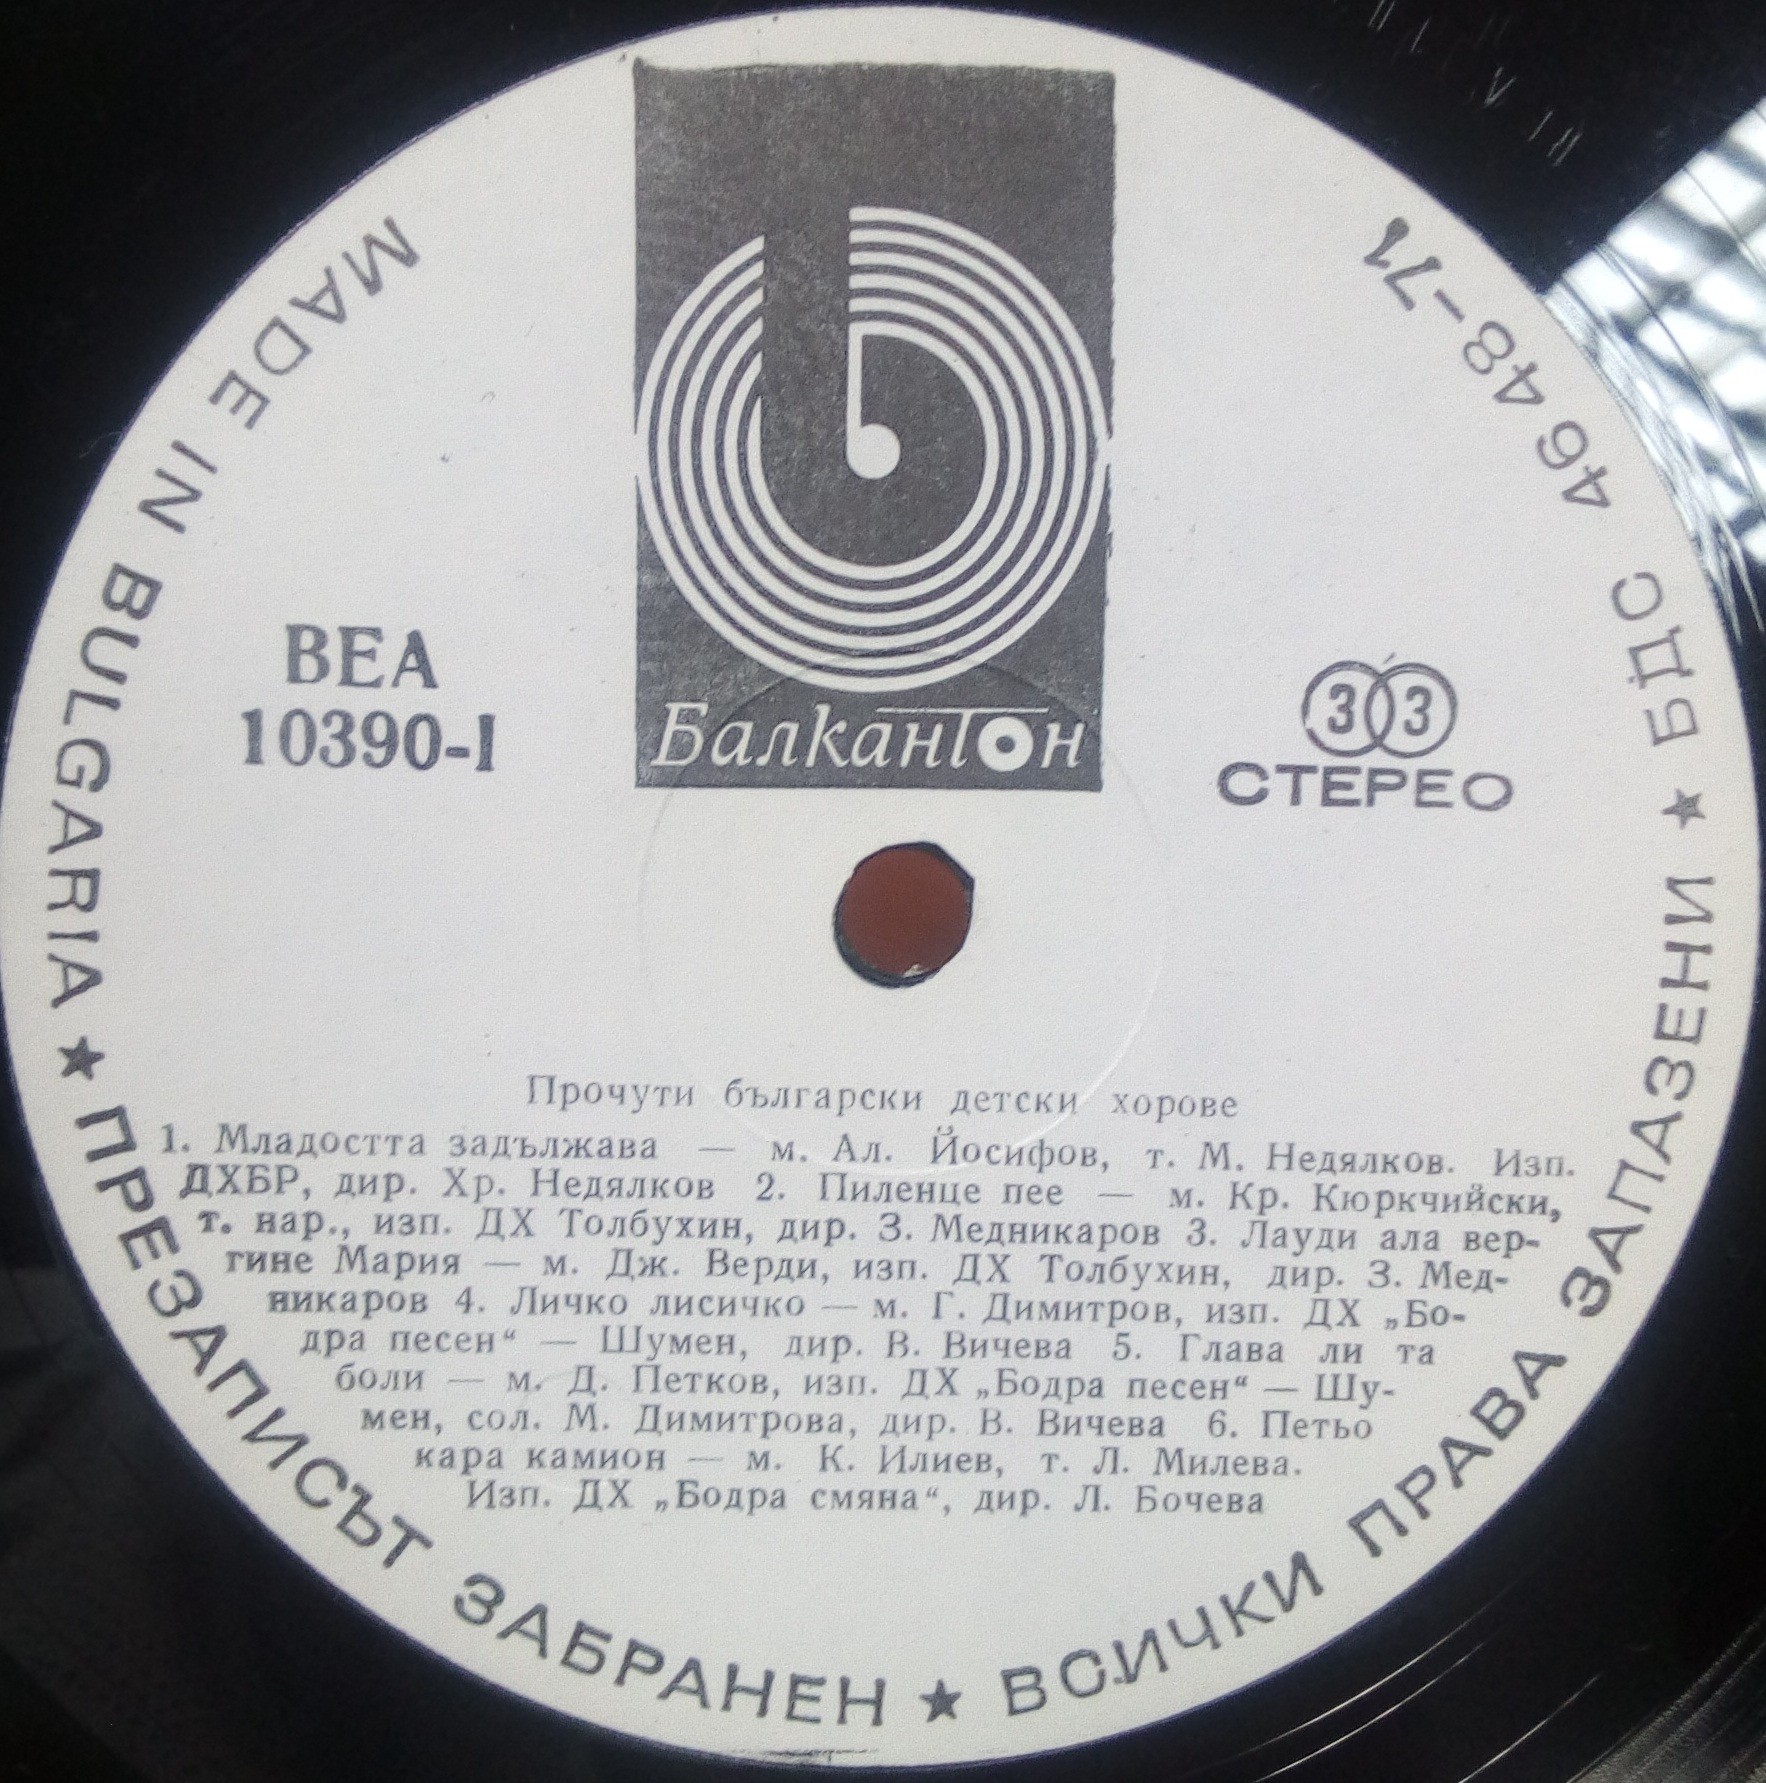 Балкантон
BEA
10390-I
33
СТЕРЕО
Прочути български детски хорове
1. Младостта задължава — м. Ал. Йосифов, т. М. Недялков. Изп.
ДХБР, дир. Хр. Недялков 2. Пиленце пее — м. Кр. Кюркчийски,
т. нар., изп. ДХ Толбухин, дир. З. Медникаров 3. Лауди ала вер-
гине Мария — м. Дж. Верди, изп. ДХ Толбухин, дир. З. Мед-
никаров 4. Личко лисичко — м. Г. Димитров, изп. ДХ „Бо-
дра песен“ — Шумен, дир. В. Вичева 5. Глава ли та
боли — м. Д. Петков, изп. ДХ „Бодра песен“ — Шу-
мен, сол. М. Димитрова, дир. В. Вичева 6. Петьо
кара камион — м. К. Илиев, т. Л. Милева.
Изп. ДХ „Бодра смяна“, дир. Л. Бочева
MADE IN BULGARIA ★ ПРЕЗАПИСЪТ ЗАБРАНЕН ★ ВСИЧКИ ПРАВА ЗАПАЗЕНИ ★ БДС 4648-71